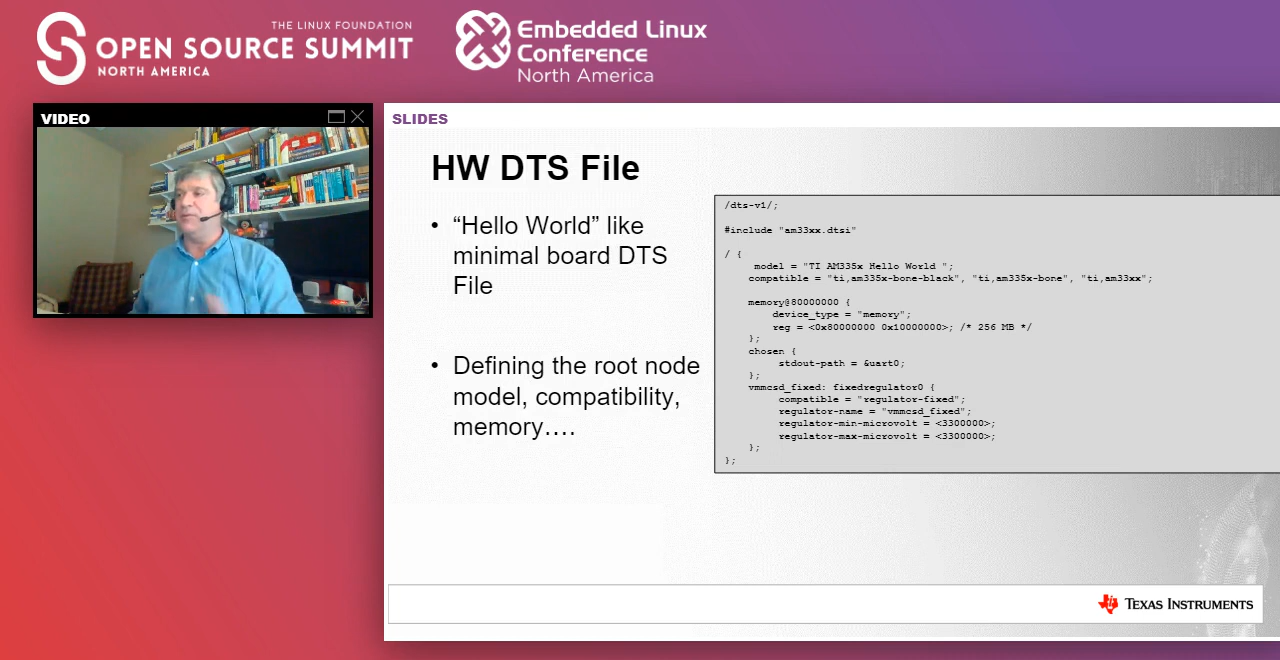 THE LINUX FOUNDATION
OPEN SOURCE SUMMIT
NORTH AMERICA
Embedded Linux
Conference
North America
VIDEO
SLIDES
HW DTS File
• “Hello World” like
minimal board DTS
File
• Defining the root node
model, compatibility,
memory….
/dts-v1/;
#include "am33xx.dtsi"
/ {
model = "TI AM335x Hello World ";
compatible = "ti,am335x-bone-black", "ti,am335x-bone", "ti,am33xx";
memory@80000000 {
device_type = "memory";
reg = <0x80000000 0x10000000>; /* 256 MB */
};
chosen {
stdout-path = &uart0;
};
vmmcsd_fixed: fixedregulator0 {
compatible = "regulator-fixed";
regulator-name = "vmmcsd_fixed";
regulator-min-microvolt = <3300000>;
regulator-max-microvolt = <3300000>;
};
};
TEXAS INSTRUMENTS